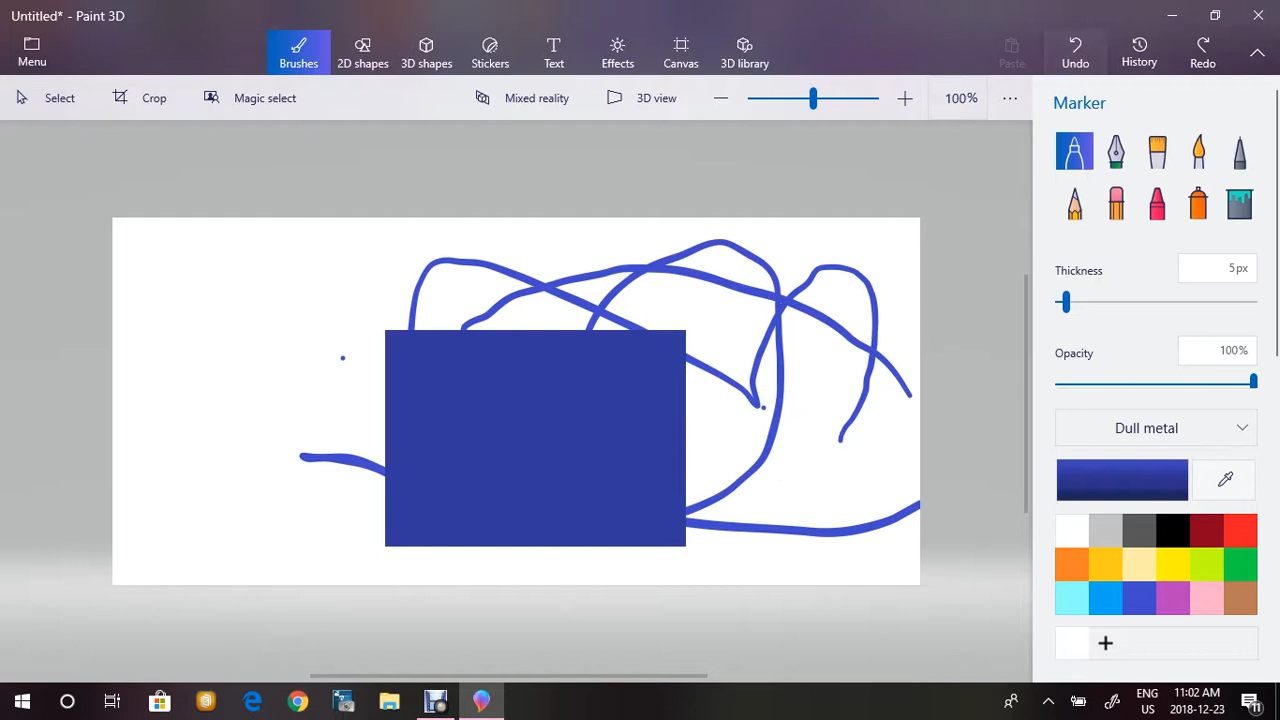 Untitled* - Paint 3D
Menu
Brushes
2D shapes
3D shapes
Stickers
Text
Effects
Canvas
3D library
Paste
Undo
History
Redo
Select
Crop
Magic select
Mixed reality
3D view
100%
Marker
Thickness
5px
Opacity
100%
Dull metal
ENG
US
11:02 AM
2018-12-23
11